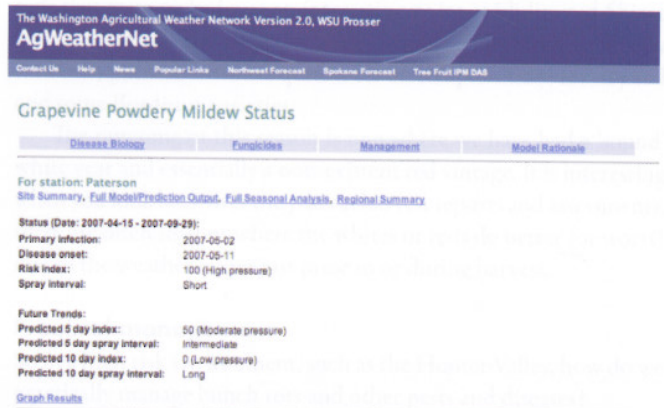 The Washington Agricultural Weather Network Version 2.0, WSU Prosser
AgWeatherNet
Contact Us Help News Popular Links Northwest Forecast Spokane Forecast Tree Fruit IPM DAS
Grapevine Powdery Mildew Status
Disease Biology Fungicides Management Model Rationale
For station: Paterson
Site Summary, Full Model/Prediction Output, Full Seasonal Analysis, Regional Summary
Status (Date: 2007-04-15 - 2007-09-29):
Primary infection: 2007-05-02
Disease onset: 2007-05-11
Risk index: 100 (High pressure)
Spray interval: Short
Future Trends:
Predicted 5 day index: 50 (Moderate pressure)
Predicted 5 day spray interval: Intermediate
Predicted 10 day index: 0 (Low pressure)
Predicted 10 day spray interval: Long
Graph Results